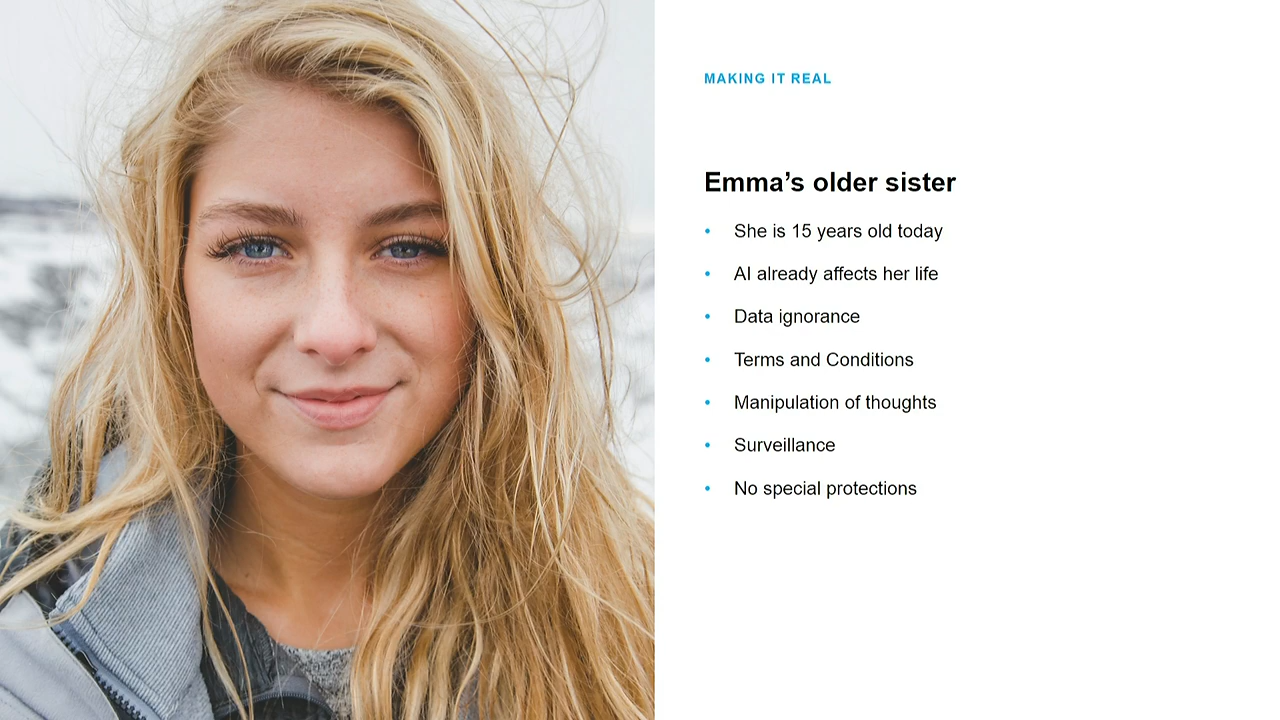 MAKING IT REAL
Emma’s older sister
• She is 15 years old today
• AI already affects her life
• Data ignorance
• Terms and Conditions
• Manipulation of thoughts
• Surveillance
• No special protections